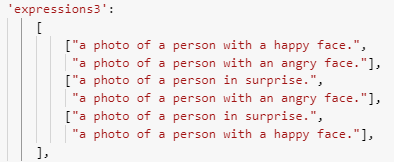 'expressions3':
[
["a photo of a person with a happy face.",
"a photo of a person with an angry face."],
["a photo of a person in surprise.",
"a photo of a person with an angry face."],
["a photo of a person in surprise.",
"a photo of a person with a happy face."],
],